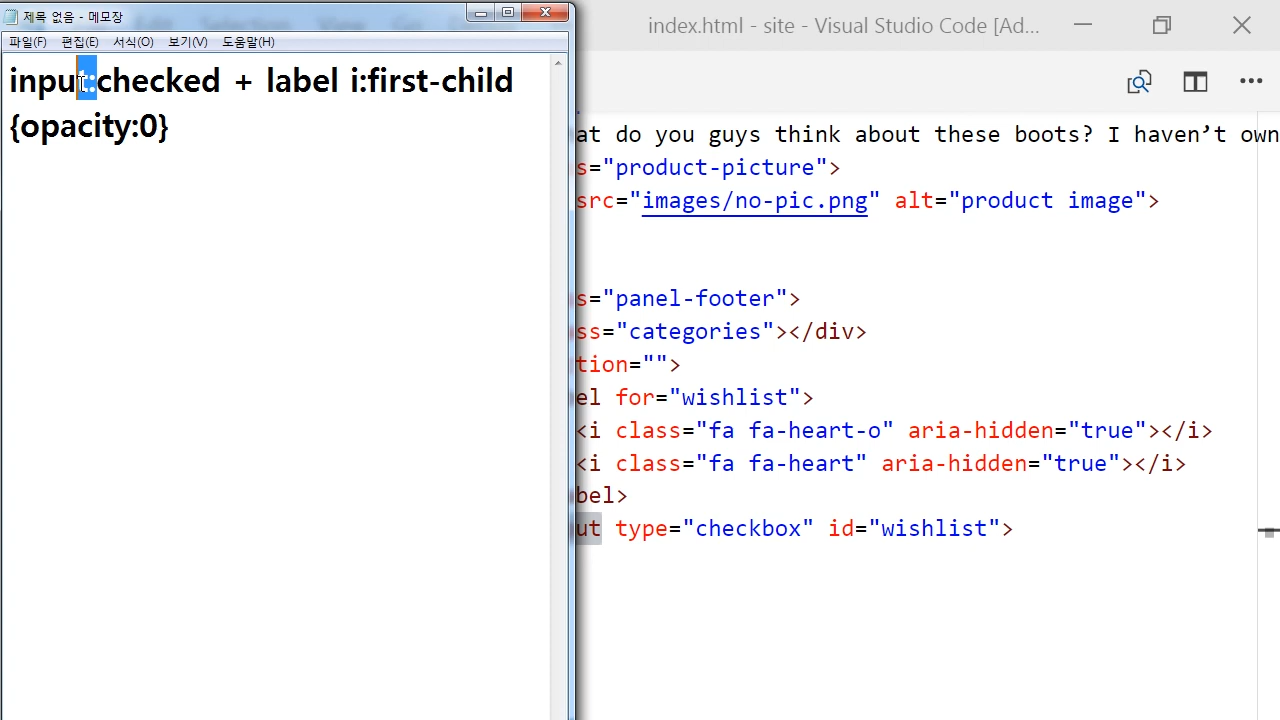 제목 없음 - 메모장
파일(F) 편집(E) 서식(O) 보기(V) 도움말(H)
input:checked + label i:first-child
{opacity:0}
index.html - site - Visual Studio Code [Ad...
at do you guys think about these boots? I haven’t own
s="product-picture">
src="images/no-pic.png" alt="product image">
s="panel-footer">
ss="categories"></div>
tion="">
el for="wishlist">
<i class="fa fa-heart-o" aria-hidden="true"></i>
<i class="fa fa-heart" aria-hidden="true"></i>
bel>
ut type="checkbox" id="wishlist">